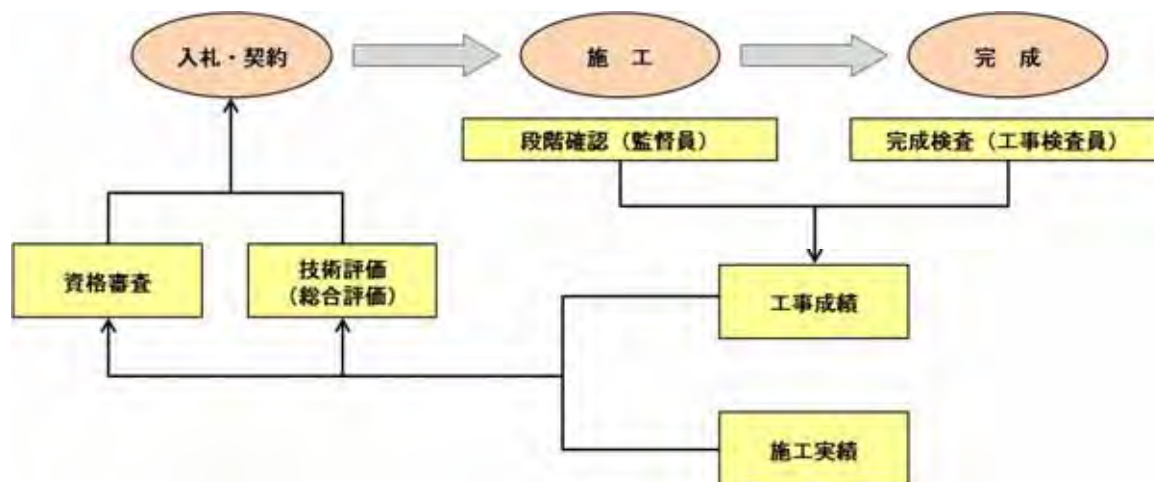 入札・契約
施 工
完 成
段階確認（監督員）
完成検査（工事検査員）
資格審査
技術評価
（総合評価）
工事成績
施工実績